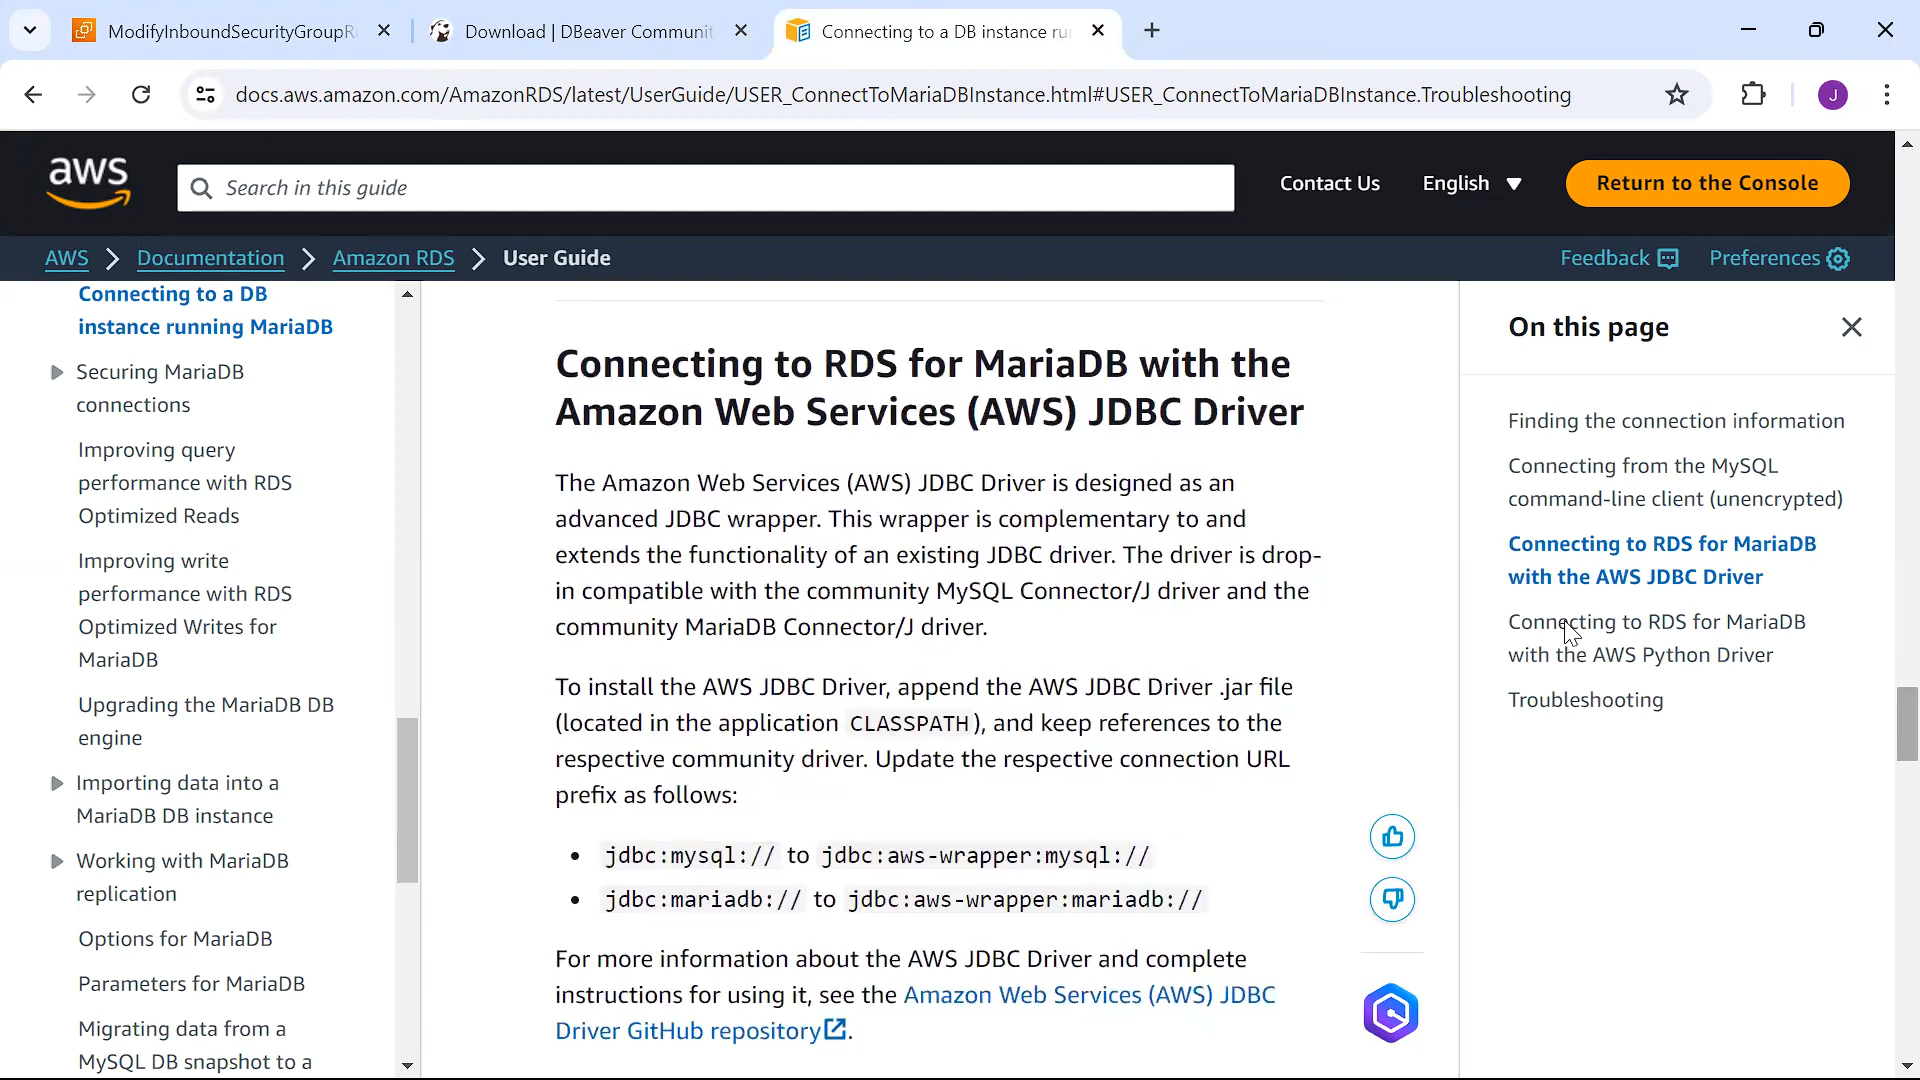 ModifyInboundSecurityGroupR
Download | DBeaver Communit
Connecting to a DB instance ru
docs.aws.amazon.com/AmazonRDS/latest/UserGuide/USER_ConnectToMariaDBInstance.html#USER_ConnectToMariaDBInstance.Troubleshooting
J
aws
Search in this guide
Contact Us
English
Return to the Console
AWS
Documentation
Amazon RDS
User Guide
Feedback
Preferences
Connecting to a DB
instance running MariaDB
Securing MariaDB
connections
Improving query
performance with RDS
Optimized Reads
Improving write
performance with RDS
Optimized Writes for
MariaDB
Upgrading the MariaDB DB
engine
Importing data into a
MariaDB DB instance
Working with MariaDB
replication
Options for MariaDB
Parameters for MariaDB
Migrating data from a
MySQL DB snapshot to a
Connecting to RDS for MariaDB with the
Amazon Web Services (AWS) JDBC Driver
The Amazon Web Services (AWS) JDBC Driver is designed as an
advanced JDBC wrapper. This wrapper is complementary to and
extends the functionality of an existing JDBC driver. The driver is drop-
in compatible with the community MySQL Connector/J driver and the
community MariaDB Connector/J driver.
To install the AWS JDBC Driver, append the AWS JDBC Driver .jar file
(located in the application CLASSPATH), and keep references to the
respective community driver. Update the respective connection URL
prefix as follows:
• jdbc:mysql:// to jdbc:aws-wrapper:mysql://
• jdbc:mariadb:// to jdbc:aws-wrapper:mariadb://
For more information about the AWS JDBC Driver and complete
instructions for using it, see the Amazon Web Services (AWS) JDBC
Driver GitHub repository.
On this page
Finding the connection information
Connecting from the MySQL
command-line client (unencrypted)
Connecting to RDS for MariaDB
with the AWS JDBC Driver
Connecting to RDS for MariaDB
with the AWS Python Driver
Troubleshooting